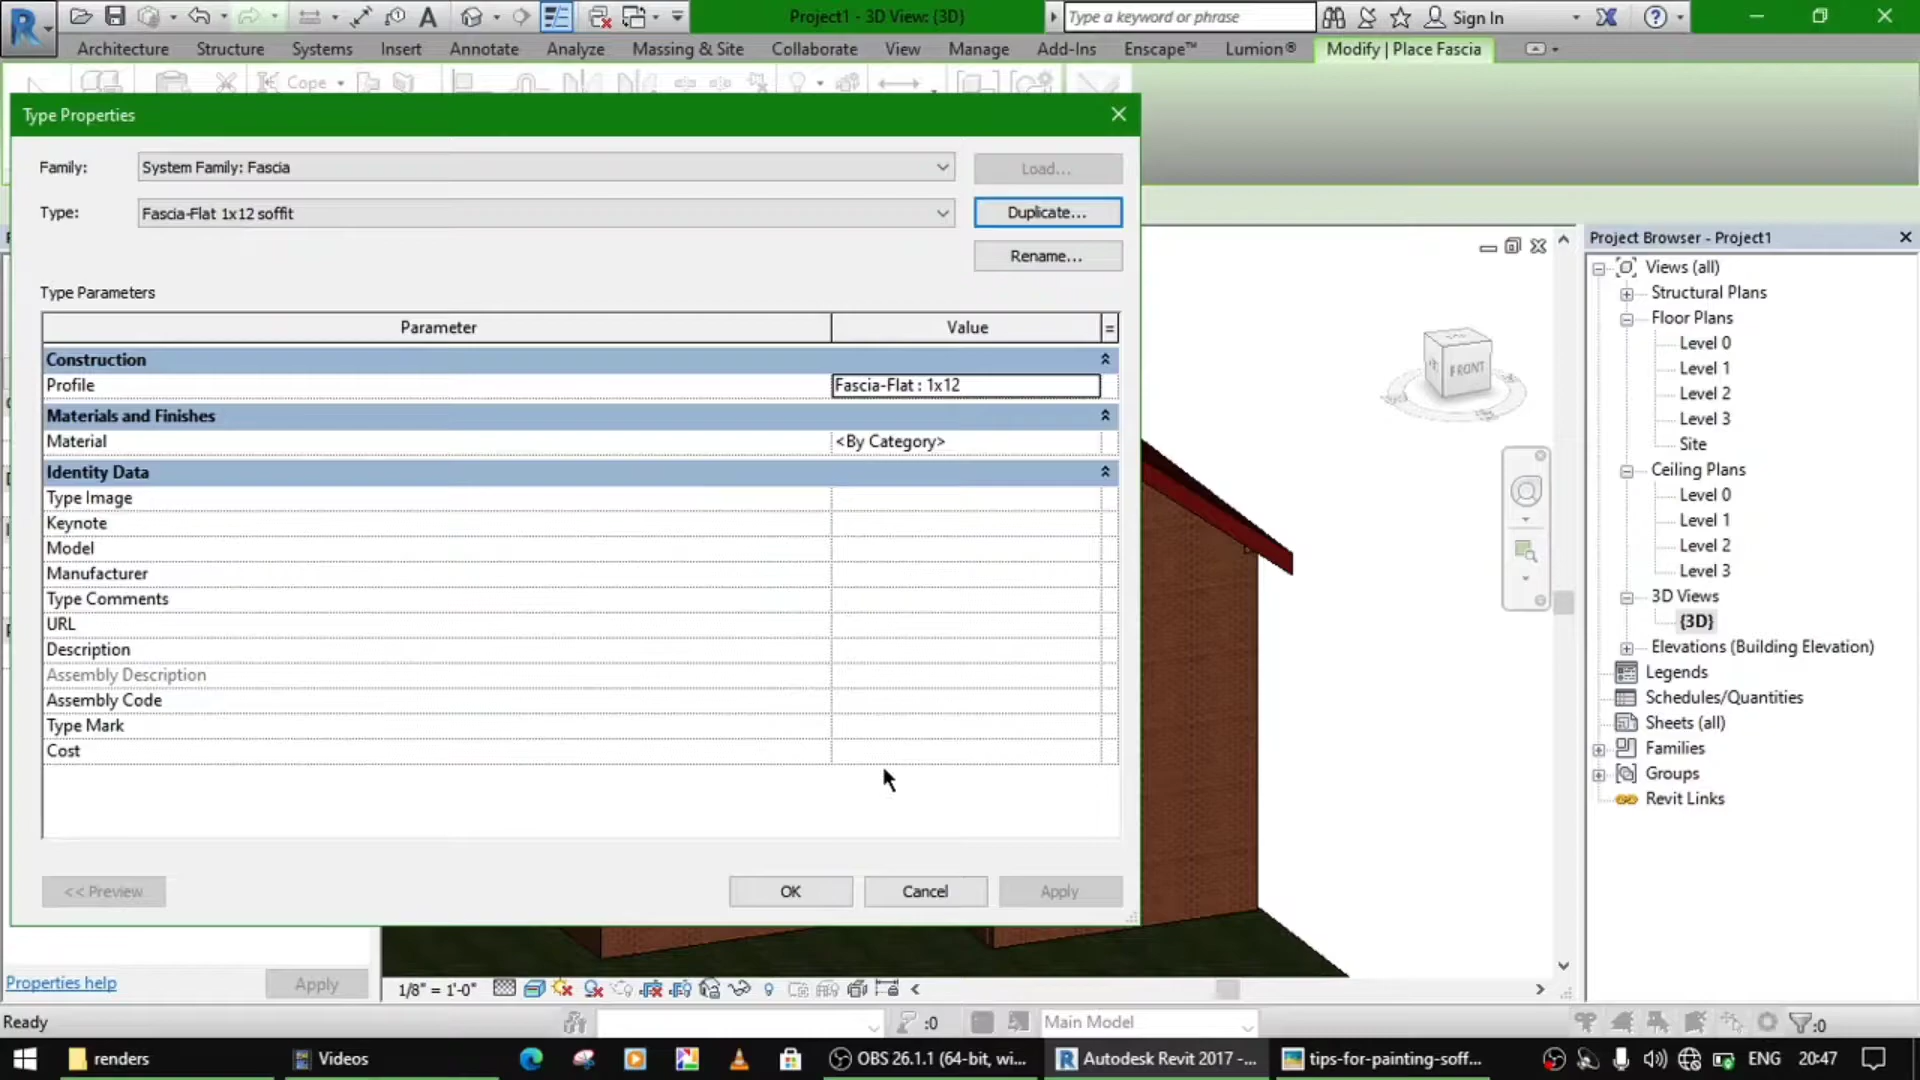 Project1 - 3D View: {3D}
Type a keyword or phrase
Sign In
Architecture Structure Systems Insert Annotate Analyze Massing & Site Collaborate View Manage Add-Ins Enscape™ Lumion® Modify | Place Fascia
Cope
Type Properties
Family:
System Family: Fascia
Load...
Type:
Fascia-Flat 1x12 soffit
Duplicate...
Rename...
Type Parameters
Parameter
Value
=
Construction
Profile
Fascia-Flat : 1x12
Materials and Finishes
Material
<By Category>
Identity Data
Type Image
Keynote
Model
Manufacturer
Type Comments
URL
Description
Assembly Description
Assembly Code
Type Mark
Cost
<< Preview
OK
Cancel
Apply
FRONT
Project Browser - Project1
Views (all)
Structural Plans
Floor Plans
Level 0
Level 1
Level 2
Level 3
Site
Ceiling Plans
Level 0
Level 1
Level 2
Level 3
3D Views
{3D}
Elevations (Building Elevation)
Legends
Schedules/Quantities
Sheets (all)
Families
Groups
Revit Links
Properties help
Apply
1/8" = 1'-0"
Ready
:0
Main Model
:0
renders
Videos
OBS 26.1.1 (64-bit, wi...
Autodesk Revit 2017 -...
tips-for-painting-soff...
ENG
20:47